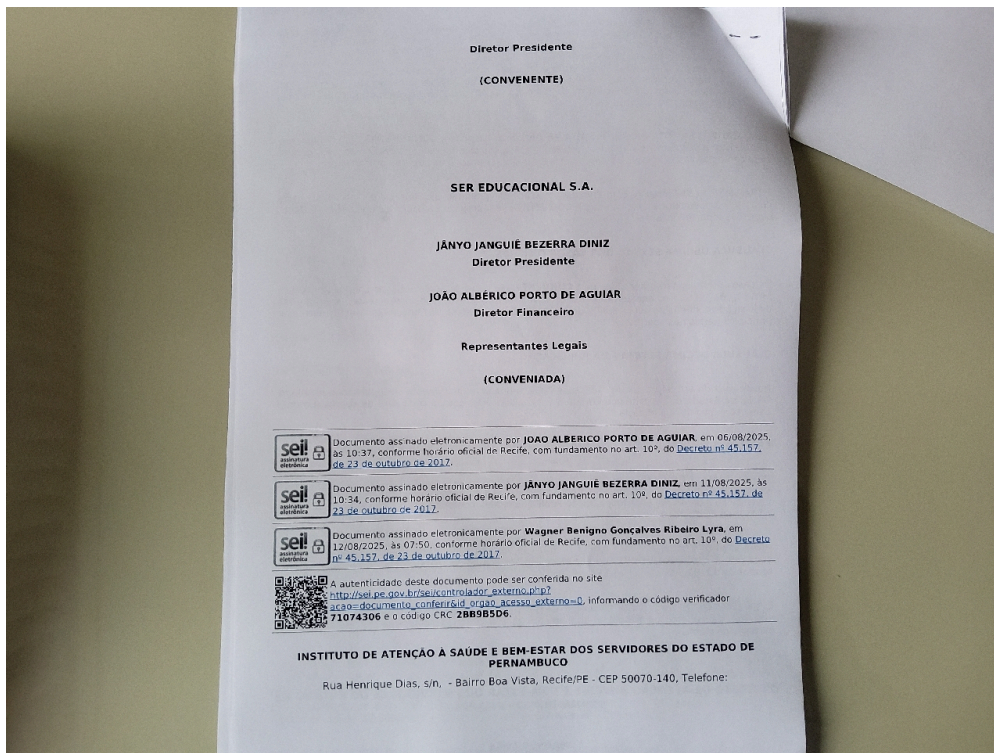 Diretor Presidente
(CONVENENTE)
SER EDUCACIONAL S.A.
JÂNYO JANGUIÊ BEZERRA DINIZ
Diretor Presidente
JOÃO ALBÉRICO PORTO DE AGUIAR
Diretor Financeiro
Representantes Legais
(CONVENIADA)
sei!
assinatura
eletrônica
Documento assinado eletronicamente por JOAO ALBERICO PORTO DE AGUIAR, em 06/08/2025,
às 10:37, conforme horário oficial de Recife, com fundamento no art. 10º, do Decreto nº 45.157,
de 23 de outubro de 2017.
sei!
assinatura
eletrônica
Documento assinado eletronicamente por JÂNYO JANGUIÊ BEZERRA DINIZ, em 11/08/2025, às
10:34, conforme horário oficial de Recife, com fundamento no art. 10º, do Decreto nº 45.157, de
23 de outubro de 2017.
sei!
assinatura
eletrônica
Documento assinado eletronicamente por Wagner Benigno Gonçalves Ribeiro Lyra, em
12/08/2025, às 07:50, conforme horário oficial de Recife, com fundamento no art. 10º, do Decreto
nº 45.157, de 23 de outubro de 2017.
A autenticidade deste documento pode ser conferida no site
http://sei.pe.gov.br/sei/controlador_externo.php?
acao=documento_conferir&id_orgao_acesso_externo=0, informando o código verificador
71074306 e o código CRC 2BB9B5D6.
INSTITUTO DE ATENÇÃO À SAÚDE E BEM-ESTAR DOS SERVIDORES DO ESTADO DE
PERNAMBUCO
Rua Henrique Dias, s/n, - Bairro Boa Vista, Recife/PE - CEP 50070-140, Telefone: